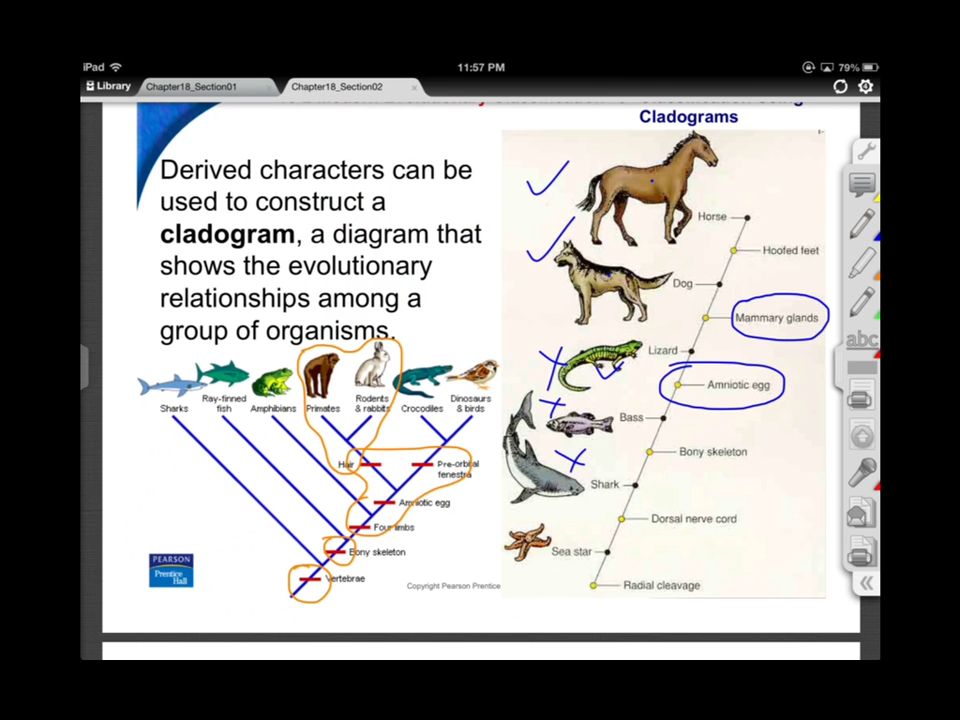 iPad
11:57 PM
79%
Library
Chapter18_Section01
Chapter18_Section02
Cladograms
Derived characters can be
used to construct a
cladogram, a diagram that
shows the evolutionary
relationships among a
group of organisms.
Sharks
Ray-finned
fish
Amphibians
Primates
Rodents
& rabbits
Crocodiles
Dinosaurs
& birds
Hair
Pre-orbital
fenestra
Amniotic egg
Four limbs
Bony skeleton
Vertebrae
PEARSON
Prentice
Hall
Copyright Pearson Prentice
Horse
Hoofed feet
Dog
Mammary glands
Lizard
Amniotic egg
Bass
Bony skeleton
Shark
Dorsal nerve cord
Sea star
Radial cleavage
abc